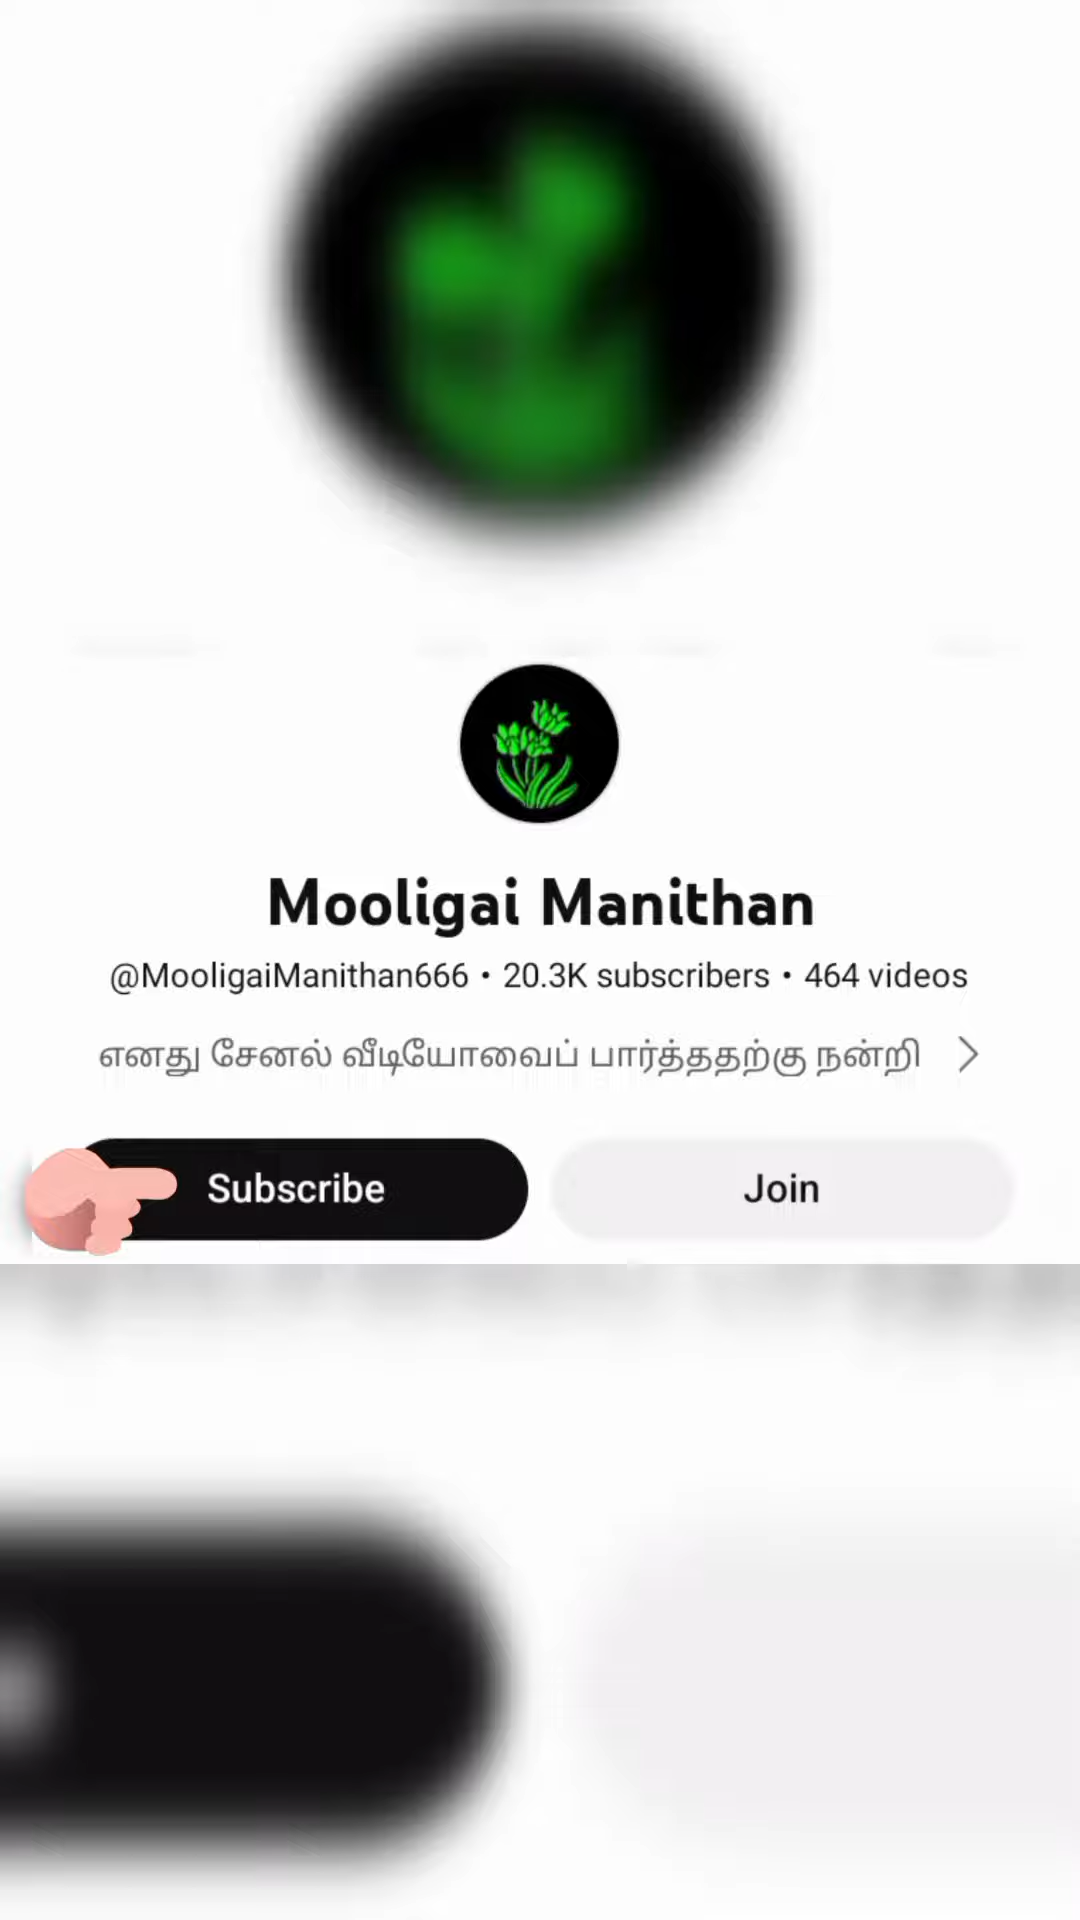 Mooligai Manithan
@MooligaiManithan666 • 20.3K subscribers • 464 videos
எனது சேனல் வீடியோவைப் பார்த்ததற்கு நன்றி
Subscribe
Join